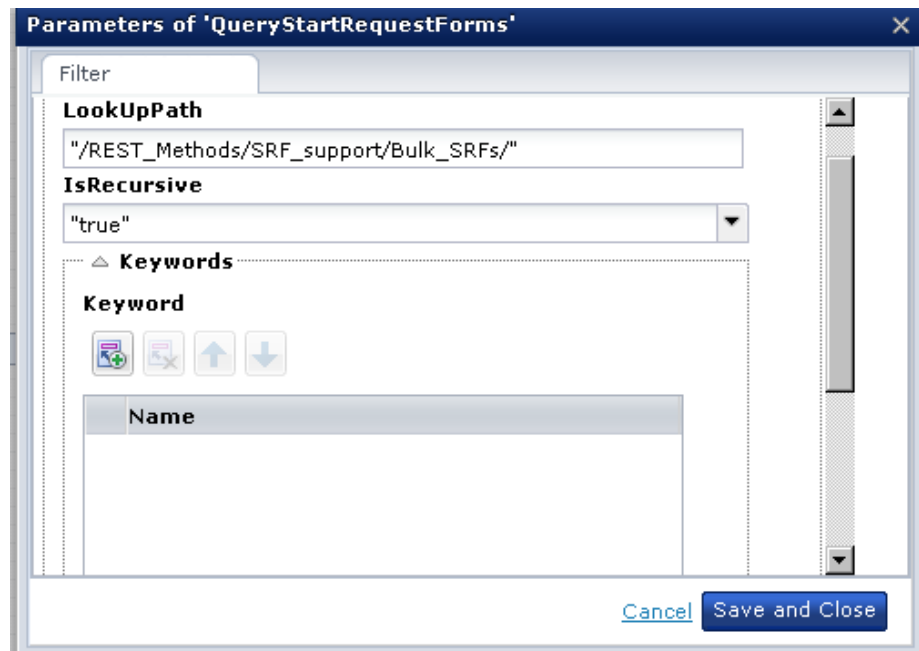 Parameters of 'QueryStartRequestForms'
Filter
LookUpPath
"/REST_Methods/SRF_support/Bulk_SRFs/"
IsRecursive
"true"
Keywords
Keyword
Name
Cancel Save and Close